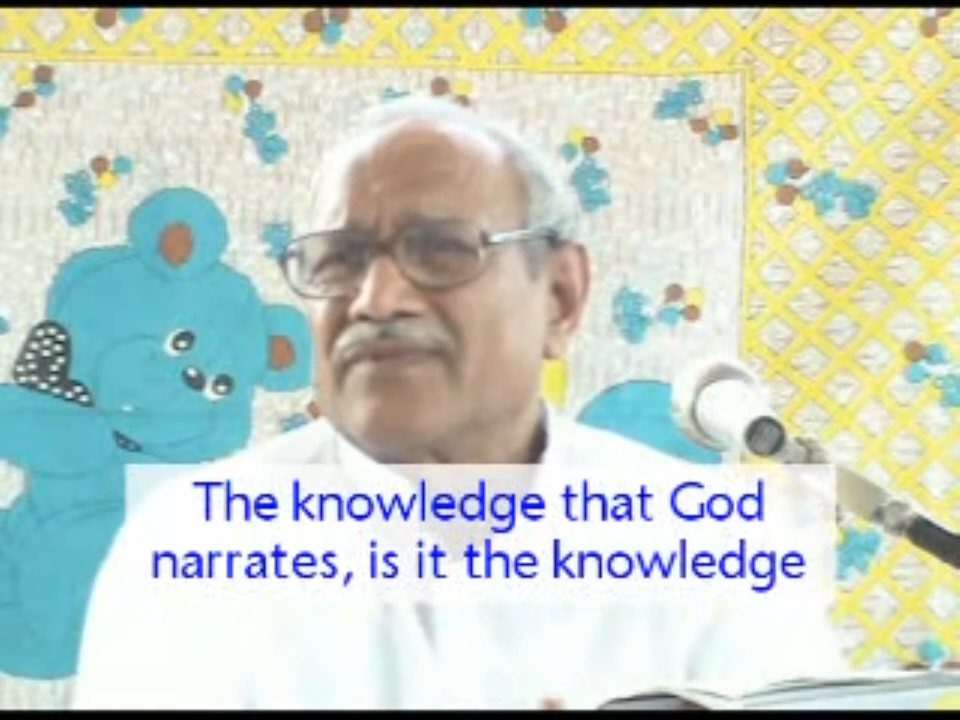 The knowledge that God
narrates, is it the knowledge